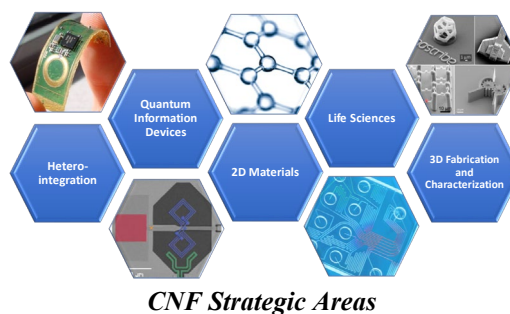 Quantum
Information
Devices
Life Sciences
Hetero-
integration
2D Materials
3D Fabrication
and
Characterization
CNF Strategic Areas